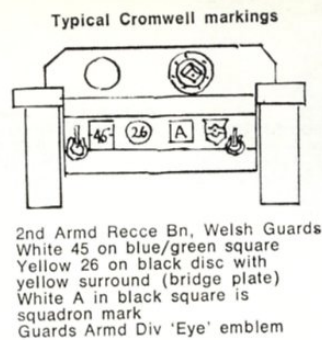 Typical Cromwell markings
45 26 A
2nd Armd Recce Bn, Welsh Guards
White 45 on blue/green square
Yellow 26 on black disc with
yellow surround (bridge plate)
White A in black square is
squadron mark
Guards Armd Div 'Eye' emblem